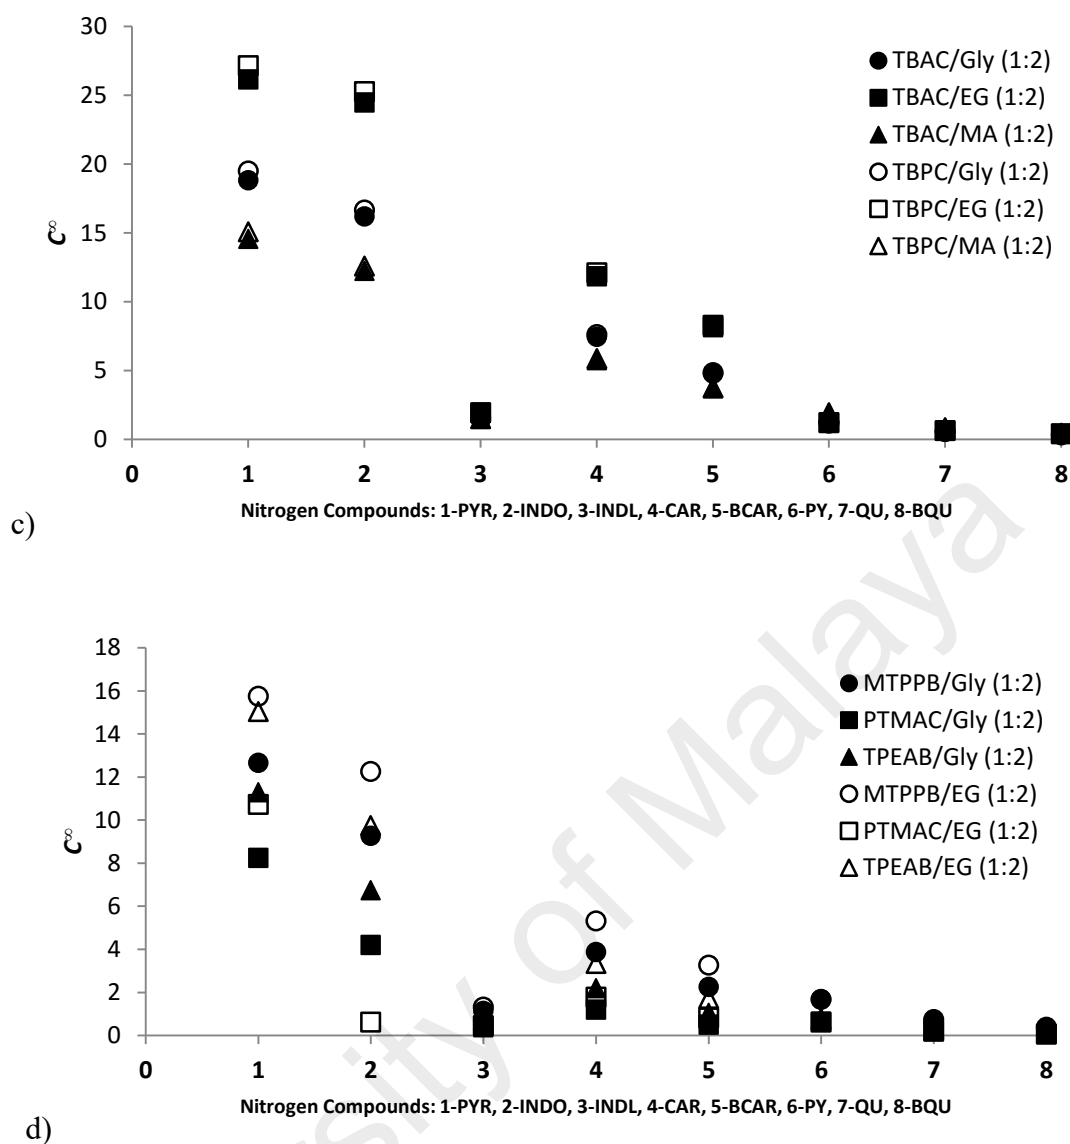 30
25
20
15
10
5
0
C∞
TBAC/Gly (1:2)
TBAC/EG (1:2)
TBAC/MA (1:2)
TBPC/Gly (1:2)
TBPC/EG (1:2)
TBPC/MA (1:2)
0 1 2 3 4 5 6 7 8
Nitrogen Compounds: 1-PYR, 2-INDO, 3-INDL, 4-CAR, 5-BCAR, 6-PY, 7-QU, 8-BQU
c)
18
16
14
12
10
8
6
4
2
0
C∞
MTPPB/Gly (1:2)
PTMAC/Gly (1:2)
TPEAB/Gly (1:2)
MTPPB/EG (1:2)
PTMAC/EG (1:2)
TPEAB/EG (1:2)
0 1 2 3 4 5 6 7 8
Nitrogen Compounds: 1-PYR, 2-INDO, 3-INDL, 4-CAR, 5-BCAR, 6-PY, 7-QU, 8-BQU
d)
ersity of Malaya